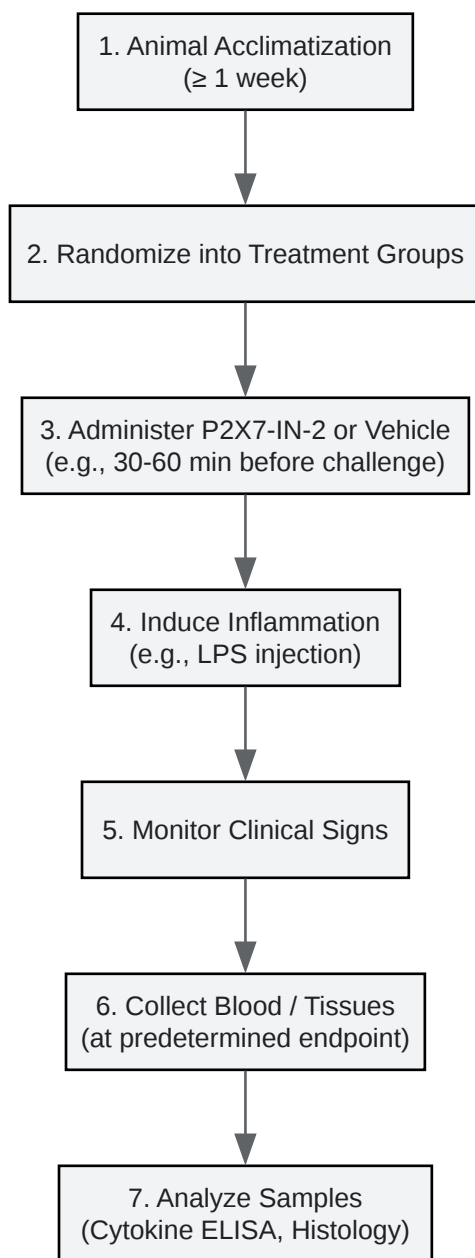 1. Animal Acclimatization
(≥ 1 week)
2. Randomize into Treatment Groups
3. Administer P2X7-IN-2 or Vehicle
(e.g., 30-60 min before challenge)
4. Induce Inflammation
(e.g., LPS injection)
5. Monitor Clinical Signs
6. Collect Blood / Tissues
(at predetermined endpoint)
7. Analyze Samples
(Cytokine ELISA, Histology)